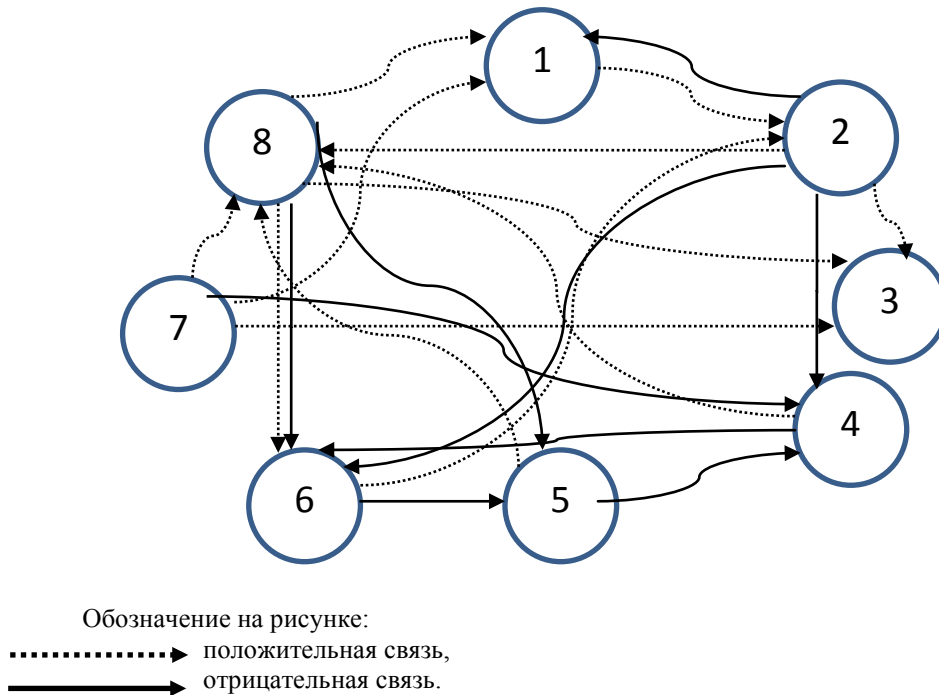 1
2
8
3
7
4
6
5
Обозначение на рисунке:
положительная связь,
отрицательная связь.